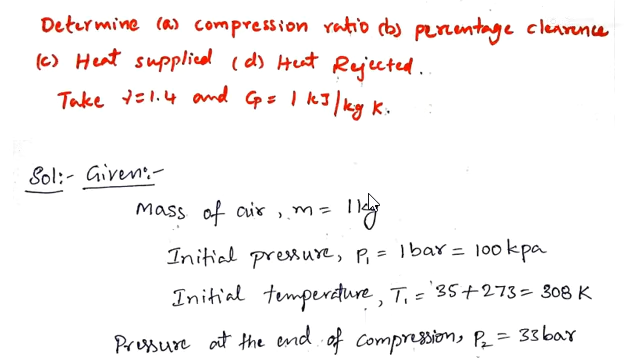 Determine (a) compression ratio (b) percentage clearance
(c) Heat supplied (d) Heat Rejected.
Take γ=1.4 and Cp = 1 kJ/kg K.
Sol:- Given:-
Mass of air, m = 1kg
Initial pressure, P₁ = 1bar = 100kpa
Initial temperature, T₁ = 35+273 = 308 K
Pressure at the end of compression, P₂ = 33bar